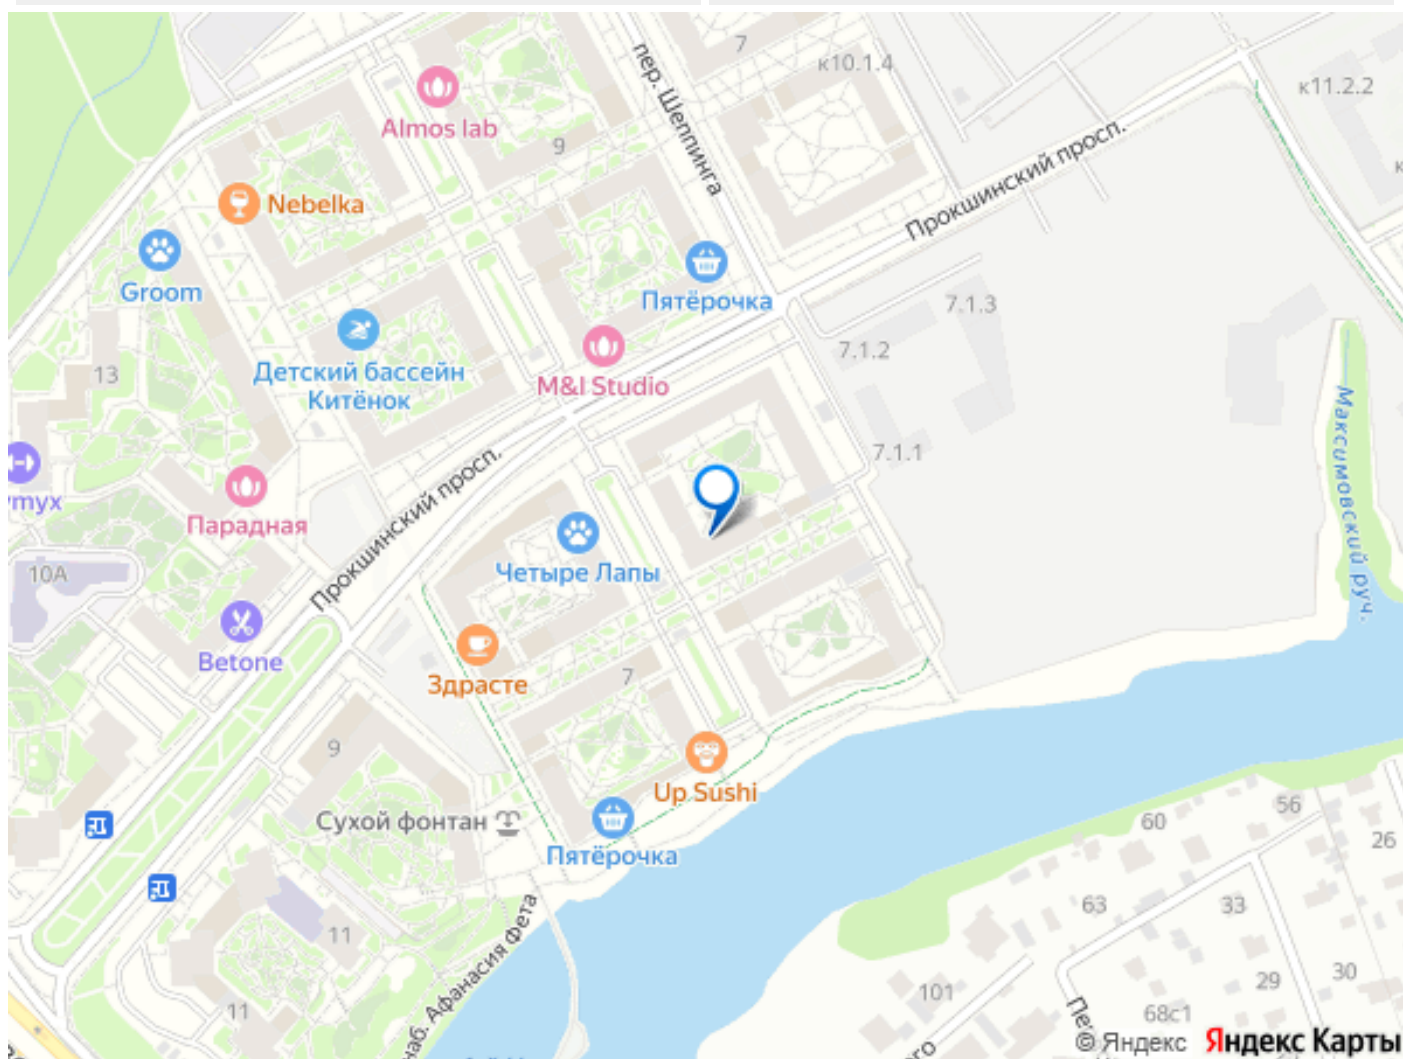 7
к10.1.4
к11.2.2
пер. Шеппинга
Almos lab
9
Прокшинский просп.
Nebelka
Groom
Пятёрочка
7.1.3
7.1.2
Детский бассейн
Китёнок
M&I Studio
13
Максимовский руч.
7.1.1
Прокшинский просп.
Парадная
Четыре Лапы
10А
Betone
Здрасте
7
9
Up Sushi
Сухой фонтан
Пятёрочка
56
60
26
63
33
11
наб. Афанасия Фета
11
101
29
30
68с1
© Яндекс
Яндекс Карты